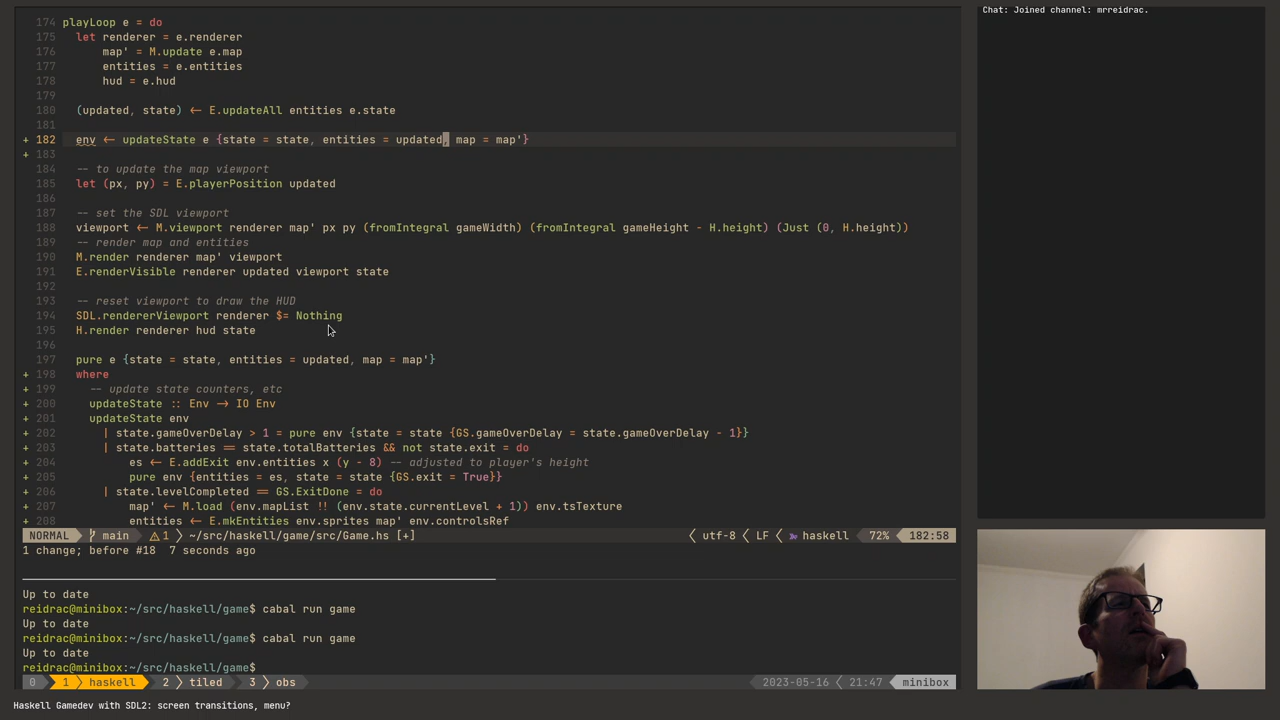 174 playLoop e = do
175   let renderer = e.renderer
176       map' = M.update e.map
177       entities = e.entities
178       hud = e.hud
179
180   (updated, state) ← E.updateAll entities e.state
181
+ 182   env ← updateState e {state = state, entities = updated, map = map'}
+ 183
184   -- to update the map viewport
185   let (px, py) = E.playerPosition updated
186
187   -- set the SDL viewport
188   viewport ← M.viewport renderer map' px py (fromIntegral gameWidth) (fromIntegral gameHeight - H.height) (Just (0, H.height))
189   -- render map and entities
190   M.render renderer map' viewport
191   E.renderVisible renderer updated viewport state
192
193   -- reset viewport to draw the HUD
194   SDL.rendererViewport renderer $= Nothing
195   H.render renderer hud state
196
197   pure e {state = state, entities = updated, map = map'}
+ 198   where
+ 199     -- update state counters, etc
+ 200     updateState :: Env → IO Env
+ 201     updateState env
+ 202       | state.gameOverDelay > 1 = pure env {state = state {GS.gameOverDelay = state.gameOverDelay - 1}}
+ 203       | state.batteries == state.totalBatteries && not state.exit = do
+ 204           es ← E.addExit env.entities x (y - 8) -- adjusted to player's height
+ 205           pure env {entities = es, state = state {GS.exit = True}}
+ 206       | state.levelCompleted == GS.ExitDone = do
+ 207           map' ← M.load (env.mapList !! (env.state.currentLevel + 1)) env.tsTexture
+ 208           entities ← E.mkEntities env.sprites map' env.controlsRef
NORMAL main 1 ~/src/haskell/game/src/Game.hs [+] utf-8 LF haskell 72% 182:58
1 change; before #18  7 seconds ago
Up to date
reidrac@minibox:~/src/haskell/game$ cabal run game
Up to date
reidrac@minibox:~/src/haskell/game$ cabal run game
Up to date
reidrac@minibox:~/src/haskell/game$
0 1 haskell 2 tiled 3 obs 2023-05-16 21:47 minibox
Haskell Gamedev with SDL2: screen transitions, menu?
Chat: Joined channel: mrreidrac.